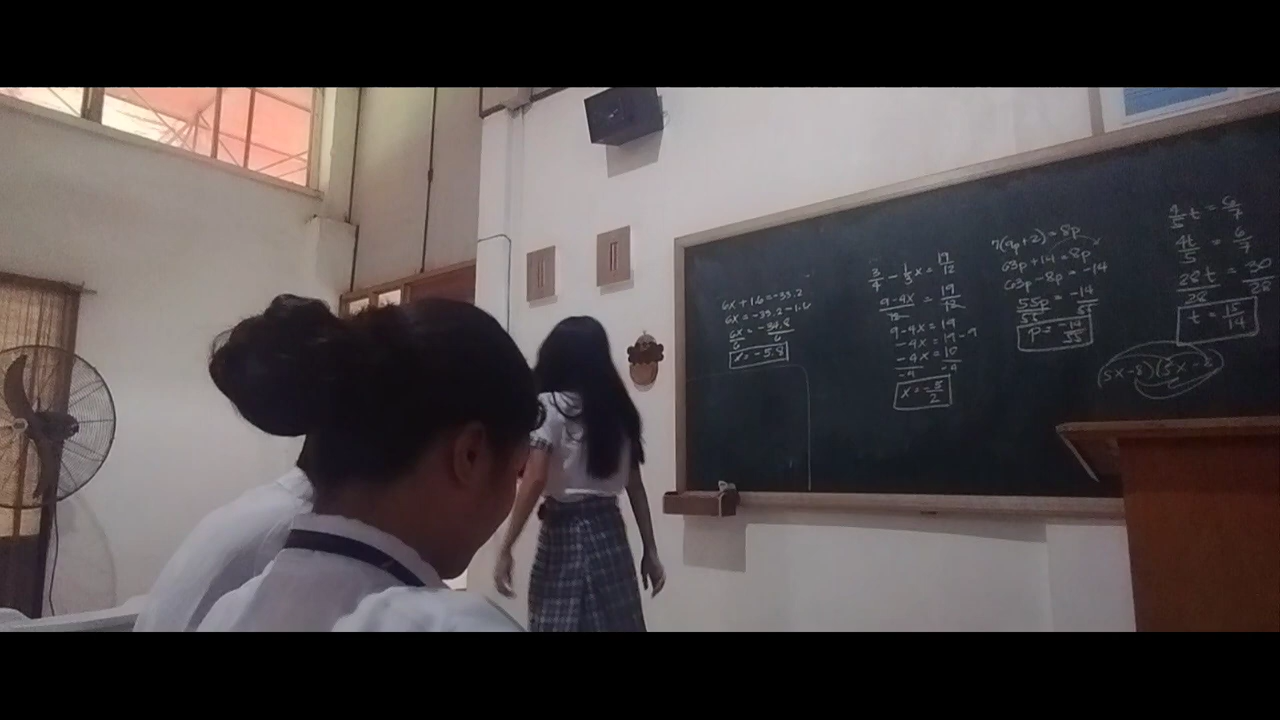 6x + 1.6 = -33.2
6x = -33.2 - 1.6
6x/6 = -34.8/6
x = -5.8
3/4 - 1/3x = 19/12
9-4x/12 = 19/12
9-4x = 19
-4x = 19-9
-4x/-4 = 10/-4
x = -5/2
7(9p+2) = 8p
63p + 14 = 8p
63p - 8p = -14
55p/55 = -14/55
p = -14/55
4/5 t = 6/7
4t/5 = 6/7
28t/28 = 30/28
t = 15/14